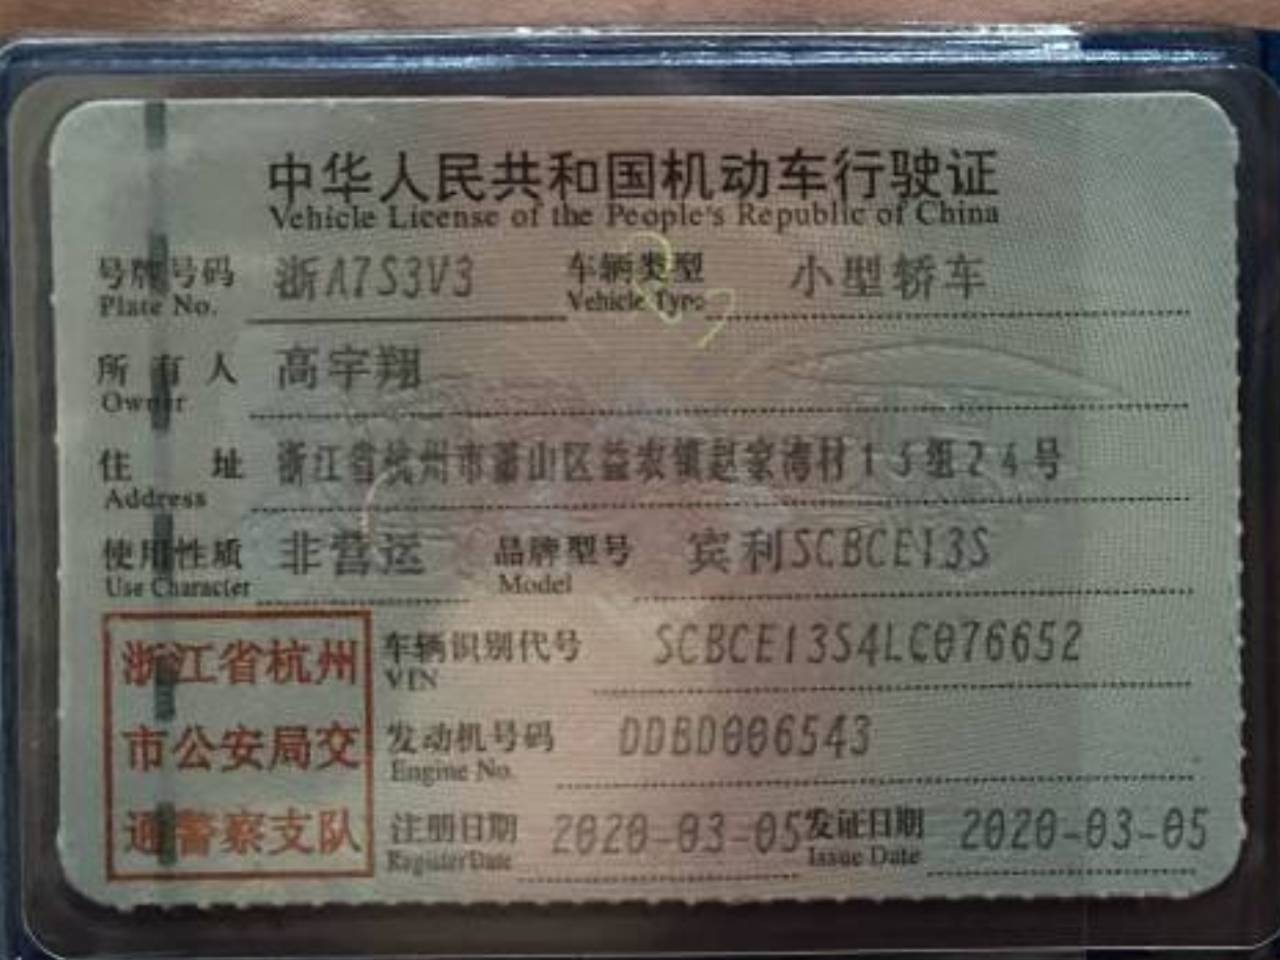 中华人民共和国机动车行驶证
Vehicle License of the People's Republic of China
号牌号码 浙A7S3V3 车辆类型 小型轿车
Plate No. Vehicle Type
所有人 高宇翔
Owner
住址 浙江省杭州市萧山区益农镇赵家湾村15组24号
Address
使用性质 非营运 品牌型号 宾利SCBCE13S
Use Character Model
浙江省杭州 车辆识别代号 SCBCE13S4LC076652
VIN
市公安局交 发动机号码 DDBD006543
Engine No.
通警察支队 注册日期 2020-03-05 发证日期 2020-03-05
Register Date Issue Date